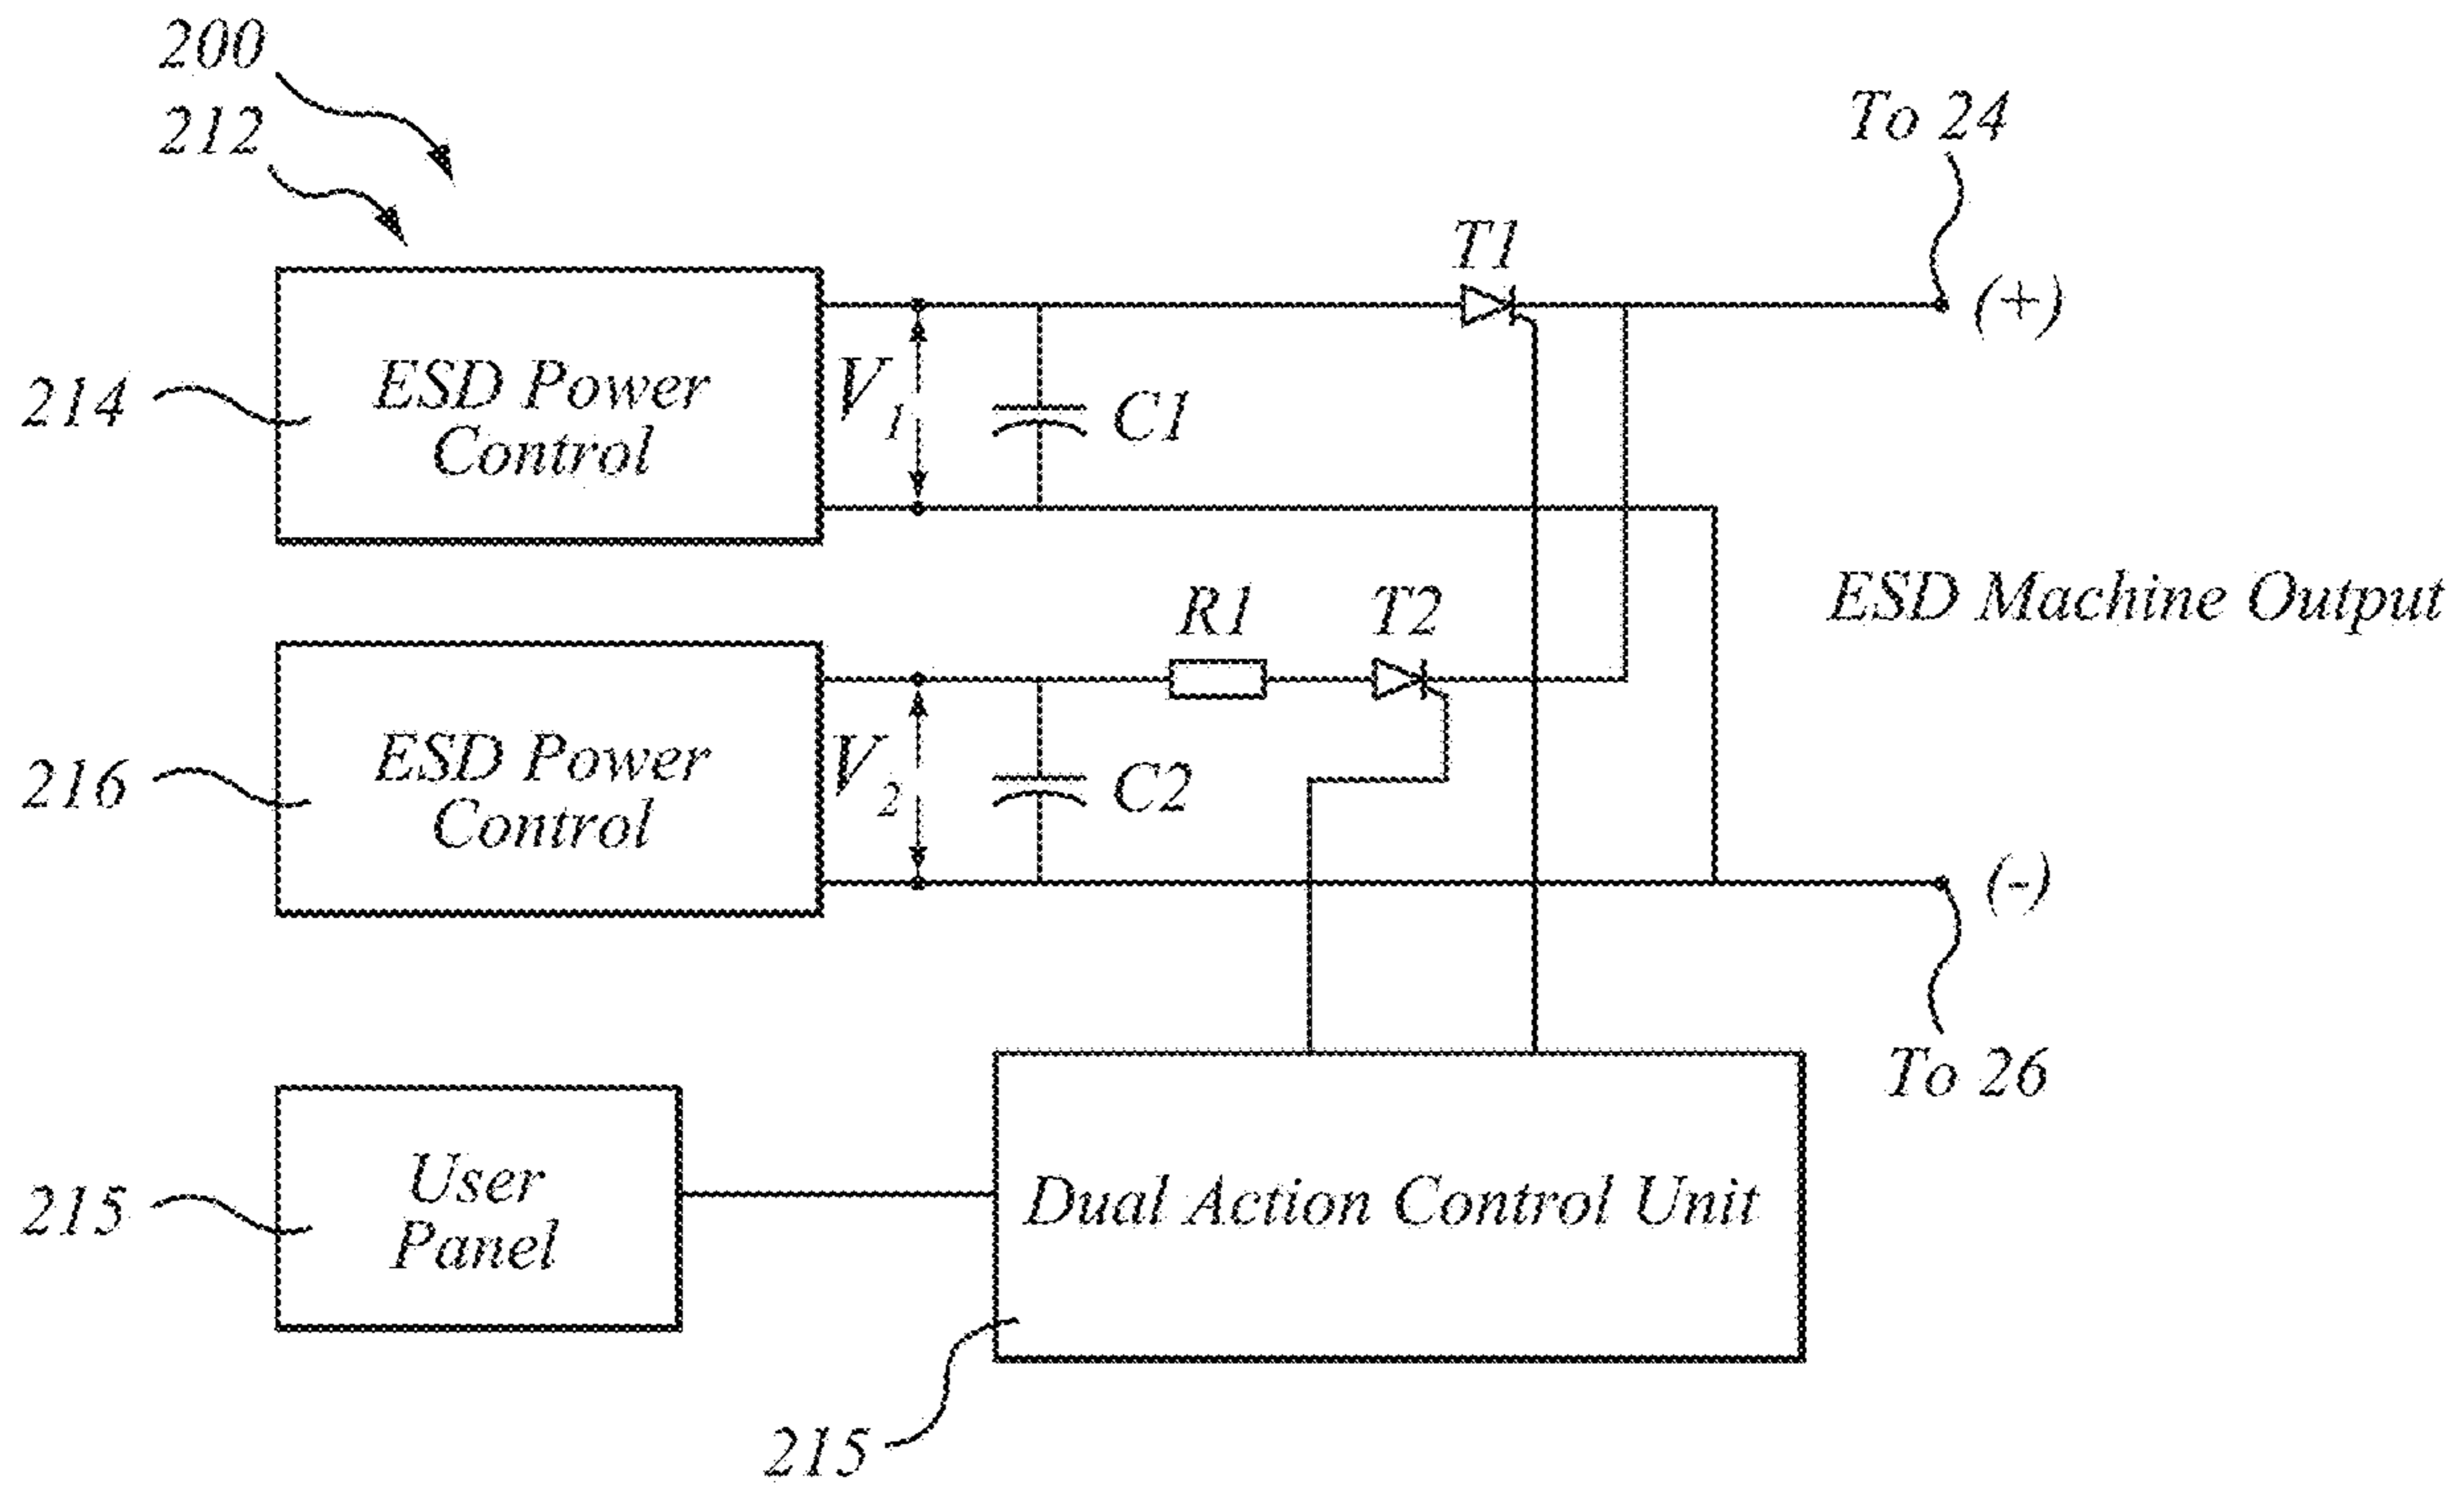 200
212
To 24
T1
(+)
214
ESD Power
Control
V1
C1
ESD Machine Output
R1
T2
216
ESD Power
Control
V2
C2
(-)
To 26
215
User
Panel
Dual Action Control Unit
215